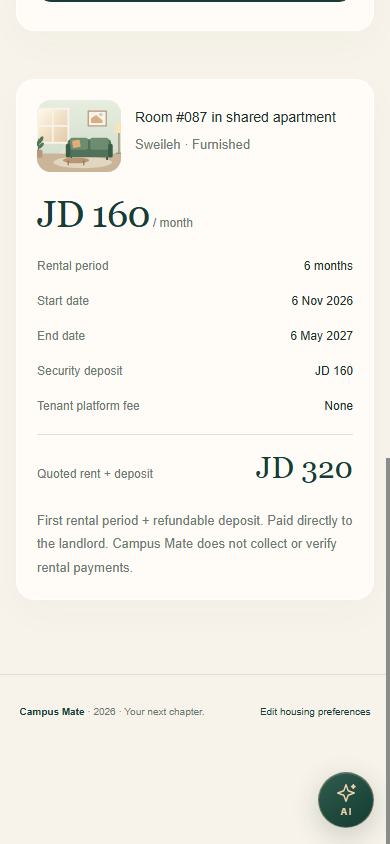 Room #087 in shared apartment
Sweileh · Furnished
JD 160 / month
Rental period 6 months
Start date 6 Nov 2026
End date 6 May 2027
Security deposit JD 160
Tenant platform fee None
Quoted rent + deposit JD 320
First rental period + refundable deposit. Paid directly to
the landlord. Campus Mate does not collect or verify
rental payments.
Campus Mate · 2026 · Your next chapter. Edit housing preferences
AI